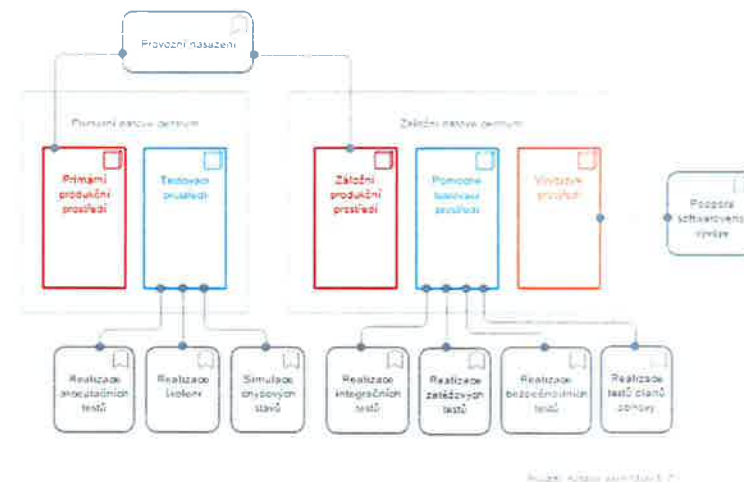 Provozní nasazení
Primární datové centrum
Záložní datové centrum
Primární
produkční
prostředí
Testovací
prostředí
Záložní
produkční
prostředí
Pomocné
testovací
prostředí
Vývojové
prostředí
Podpora
softwarového
vývoje
Realizace
akceptačních
testů
Realizace
školení
Simulace
chybových
stavů
Realizace
integračních
testů
Realizace
zátěžových
testů
Realizace
bezpečnostních
testů
Realizace
testů plánů
obnovy